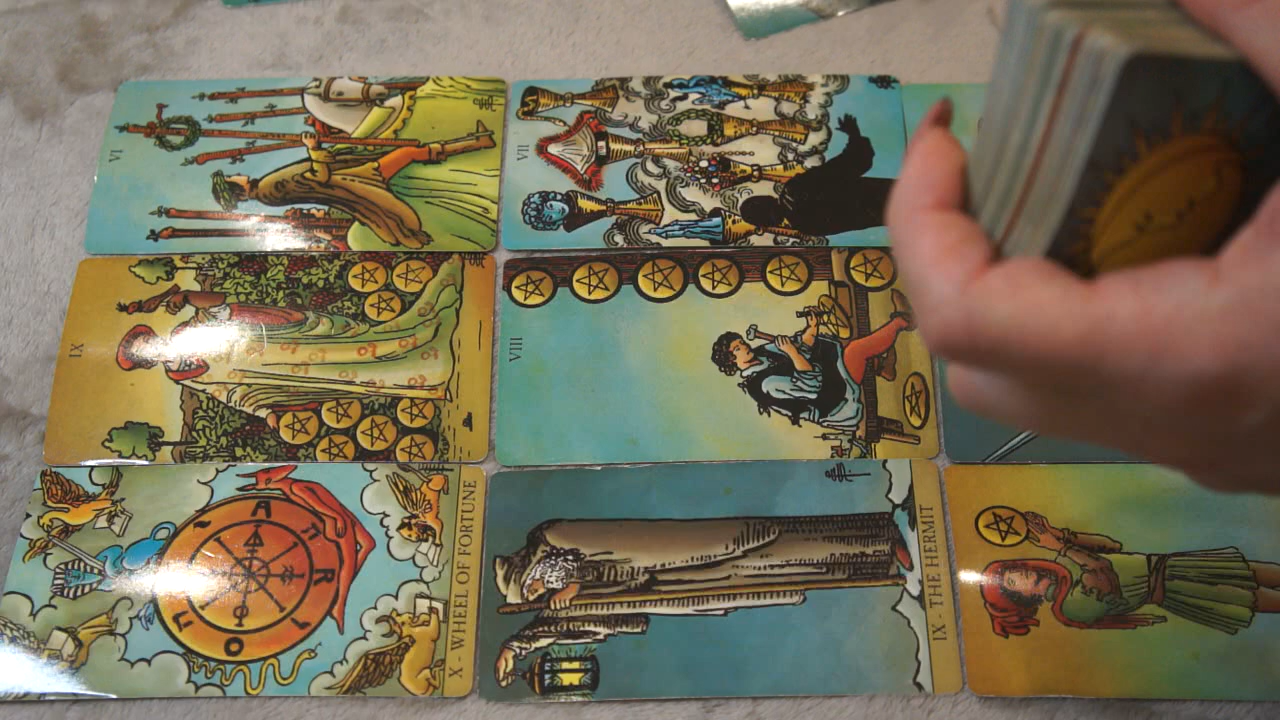 VI
VII
IX
VIII
X - WHEEL OF FORTUNE
IX - THE HERMIT